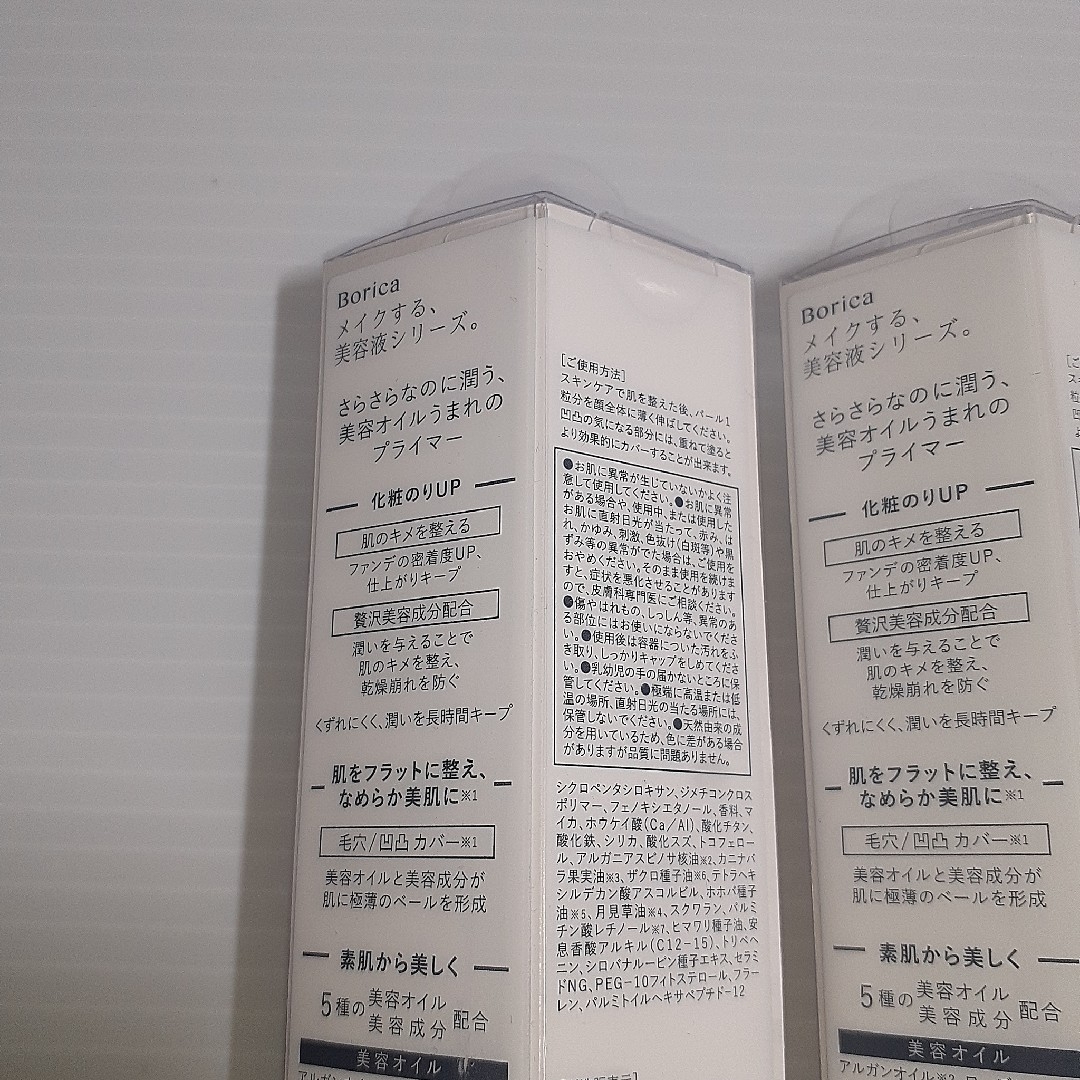 Borica
メイクする、
美容液シリーズ。
さらさらなのに潤う、
美容オイルうまれの
プライマー
化粧のりUP
肌のキメを整える
ファンデの密着度UP、
仕上がりキープ
贅沢美容成分配合
潤いを与えることで
肌のキメを整え、
乾燥崩れを防ぐ
くずれにくく、潤いを長時間キープ
肌をフラットに整え、
なめらか美肌に※1
毛穴/凹凸 カバー※1
美容オイルと美容成分が
肌に極薄のベールを形成
素肌から美しく
5種の美容オイル
美容成分 配合
美容オイル
[ご使用方法]
スキンケアで肌を整えた後、パール1
粒分を顔全体に薄く伸ばしてください。
凹凸の気になる部分には、重ねて塗ると
より効果的にカバーすることが出来ます。
●お肌に異常が生じていないかよく注
意して使用してください。●お肌に異常
がある場合や、使用中、または使用した
お肌に直射日光が当たって、赤み、は
れ、かゆみ、刺激、色抜け(白斑等)や黒
ずみ等の異常がでた場合は、ご使用を
おやめください。そのまま使用を続けま
すと、症状を悪化させることがあります
ので、皮膚科専門医にご相談ください。
●傷やはれもの、しっしん等、異常のあ
る部位にはお使いにならないでくださ
い。●使用後は容器についた汚れをふ
き取り、しっかりキャップをしめてくださ
い。●乳幼児の手の届かないところに保
管してください。●極端に高温または低
温の場所、直射日光の当たる場所には、
保管しないでください。●天然由来の成
分を用いているため、色に差がある場合
がありますが品質に問題ありません。
シクロペンタシロキサン、ジメチコンクロス
ポリマー、フェノキシエタノール、香料、マ
イカ、ホウケイ酸(Ca/Al)、酸化チタン、
酸化鉄、シリカ、酸化スズ、トコフェロー
ル、アルガニアスピノサ核油※2、カニナバ
ラ果実油※3、ザクロ種子油※6、テトラヘキ
シルデカン酸アスコルビル、ホホバ種子
油※5、月見草油※4、スクワラン、パルミ
チン酸レチノール※7、ヒマワリ種子油、安
息香酸アルキル(C12-15)、トリベヘ
ニン、シロバナルーピン種子エキス、セラミ
ドNG、PEG-10フィトステロール、フラー
レン、パルミトイルヘキサペプチド-12
Borica
メイクする、
美容液シリーズ。
さらさらなのに潤う、
美容オイルうまれの
プライマー
化粧のりUP
肌のキメを整える
ファンデの密着度UP、
仕上がりキープ
贅沢美容成分配合
潤いを与えることで
肌のキメを整え、
乾燥崩れを防ぐ
くずれにくく、潤いを長時間キープ
肌をフラットに整え、
なめらか美肌に※1
毛穴/凹凸 カバー※1
美容オイルと美容成分が
肌に極薄のベールを形成
素肌から美しく
5種の美容オイル
美容成分 配合
美容オイル
アルガンオイル※2